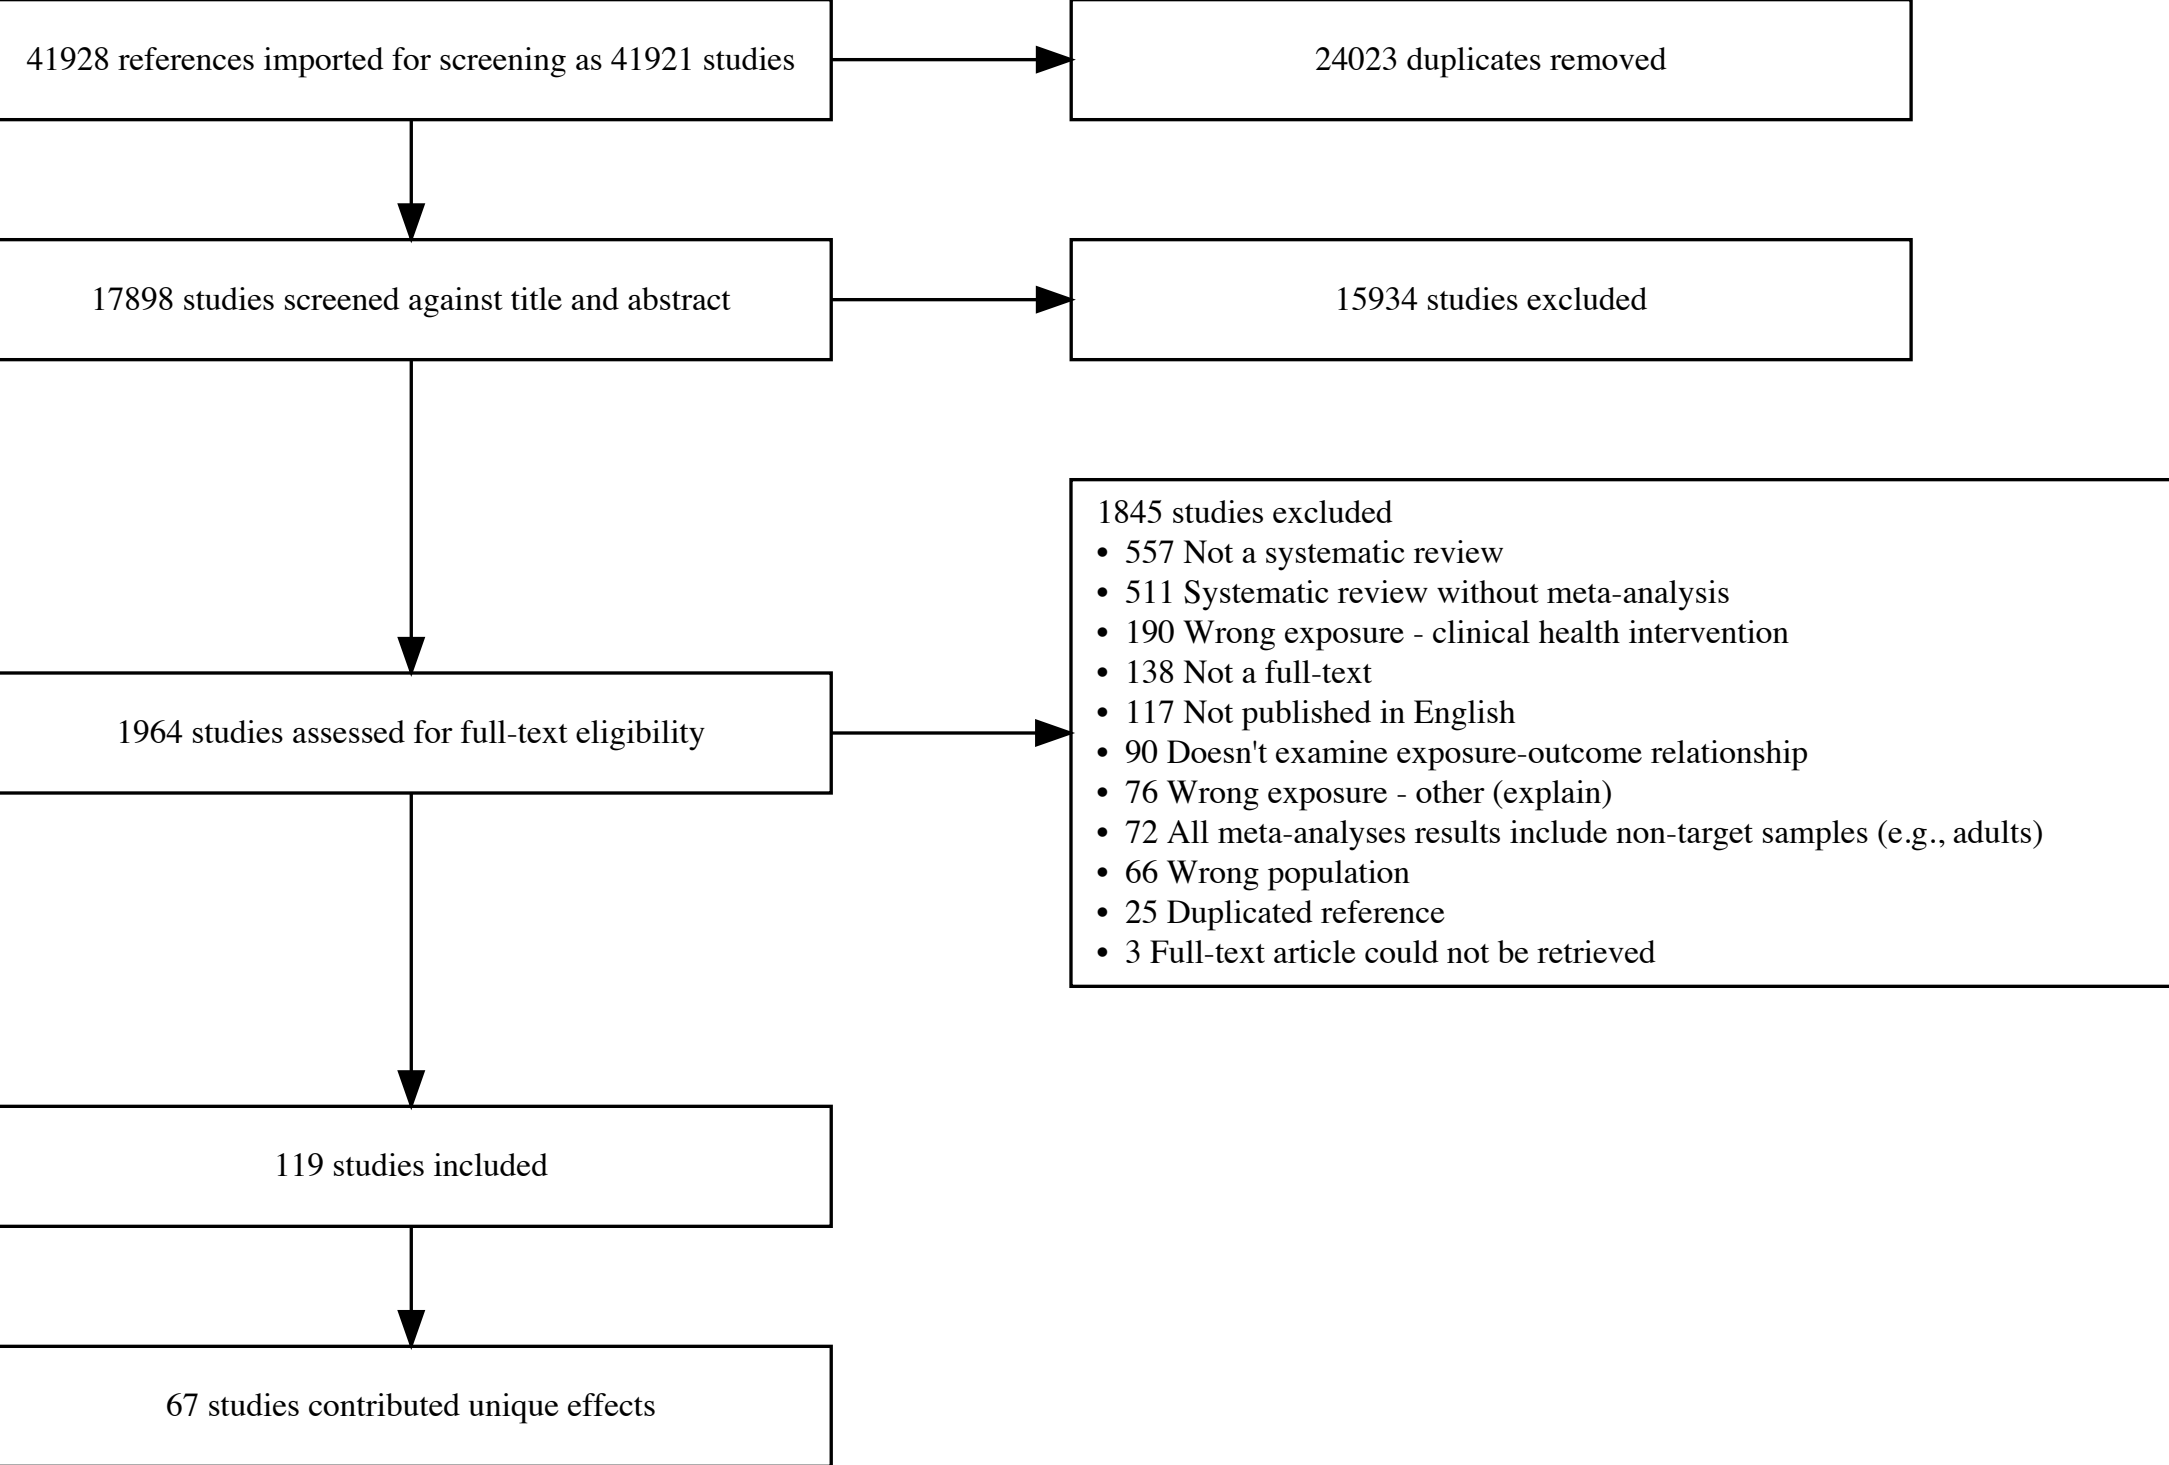 41928 references imported for screening as 41921 studies
24023 duplicates removed
17898 studies screened against title and abstract
15934 studies excluded
1845 studies excluded
• 557 Not a systematic review
• 511 Systematic review without meta-analysis
• 190 Wrong exposure - clinical health intervention
• 138 Not a full-text
• 117 Not published in English
• 90 Doesn't examine exposure-outcome relationship
• 76 Wrong exposure - other (explain)
• 72 All meta-analyses results include non-target samples (e.g., adults)
• 66 Wrong population
• 25 Duplicated reference
• 3 Full-text article could not be retrieved
1964 studies assessed for full-text eligibility
119 studies included
67 studies contributed unique effects